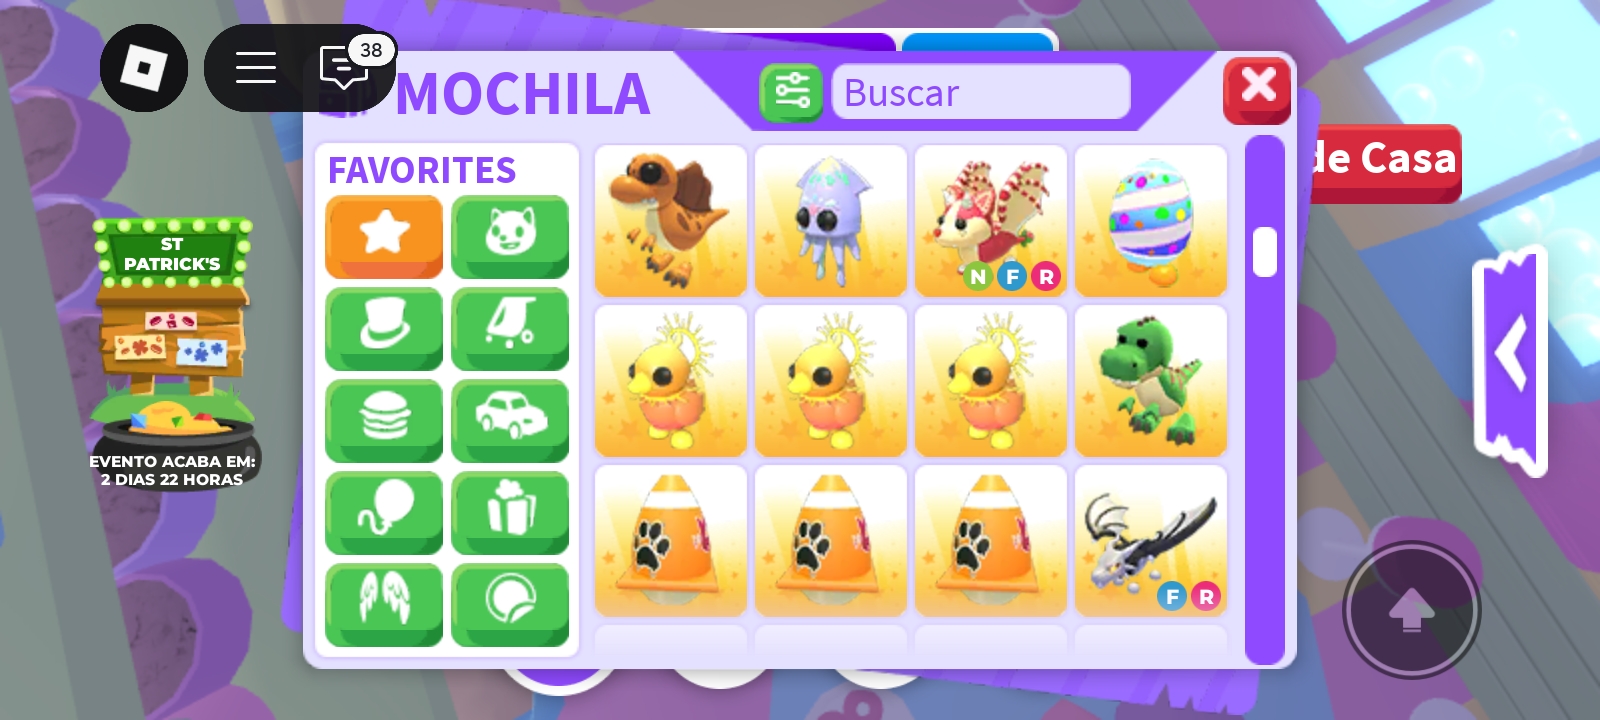 38
MOCHILA
Buscar
de Casa
FAVORITES
ST
PATRICK'S
EVENTO ACABA EM:
2 DIAS 22 HORAS
N F R
F R